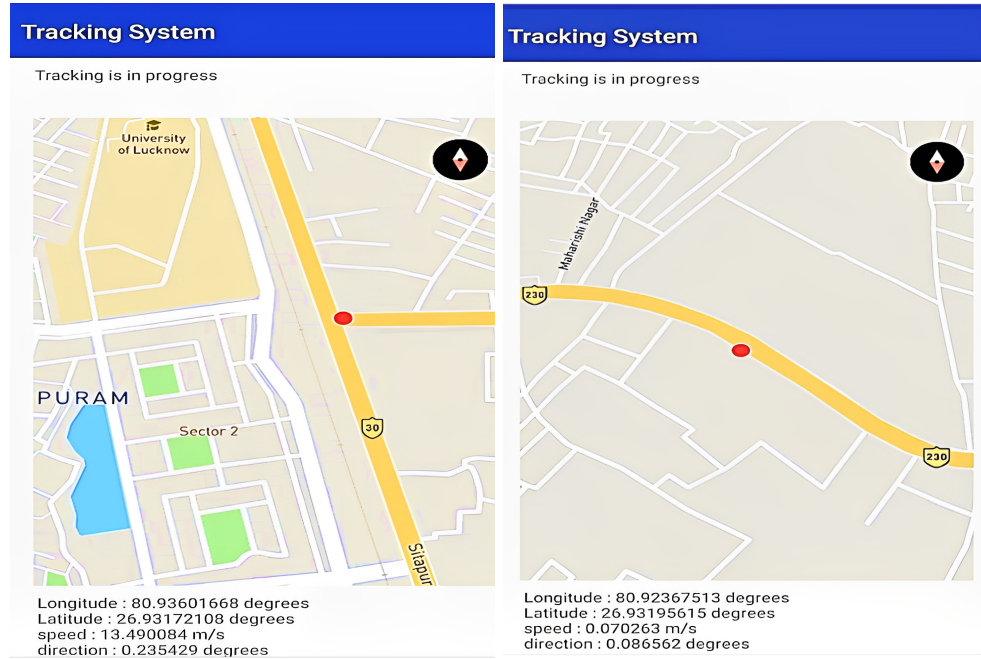 Tracking System
Tracking is in progress
University
of Lucknow
PURAM
Sector 2
30
Sitapur
Longitude : 80.93601668 degrees
Latitude : 26.93172108 degrees
speed : 13.490084 m/s
direction : 0.235429 degrees
Tracking System
Tracking is in progress
Maharishi Nagar
230
230
Longitude : 80.92367513 degrees
Latitude : 26.93195615 degrees
speed : 0.070263 m/s
direction : 0.086562 degrees